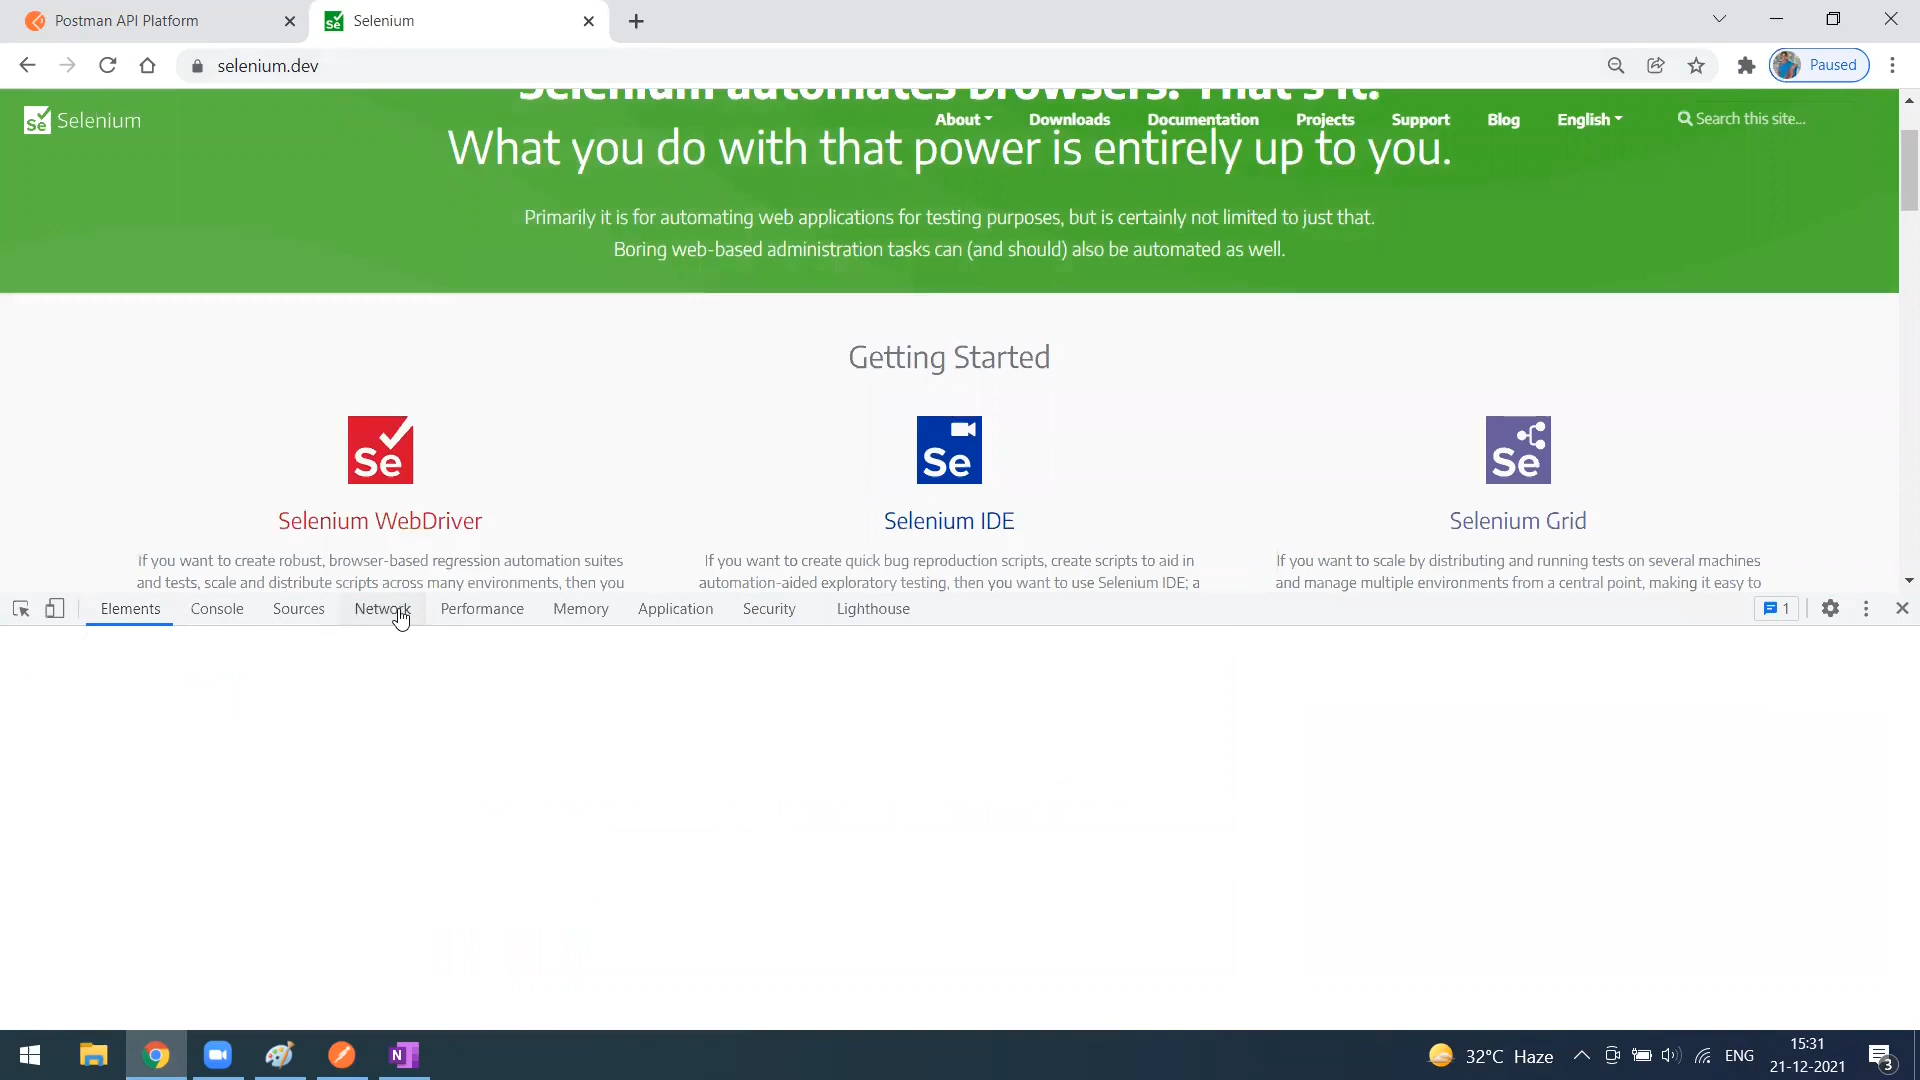 Postman API Platform
Selenium
selenium.dev
Paused
Selenium automates browsers. That's it!
Se Selenium
About
Downloads
Documentation
Projects
Support
Blog
English
Search this site...
What you do with that power is entirely up to you.
Primarily it is for automating web applications for testing purposes, but is certainly not limited to just that.
Boring web-based administration tasks can (and should) also be automated as well.
Getting Started
Se
Se
Se
Selenium WebDriver
Selenium IDE
Selenium Grid
If you want to create robust, browser-based regression automation suites
and tests, scale and distribute scripts across many environments, then you
If you want to create quick bug reproduction scripts, create scripts to aid in
automation-aided exploratory testing, then you want to use Selenium IDE; a
If you want to scale by distributing and running tests on several machines
and manage multiple environments from a central point, making it easy to
Elements
Console
Sources
Network
Performance
Memory
Application
Security
Lighthouse
1
N
32°C Haze
ENG
15:31
21-12-2021
3